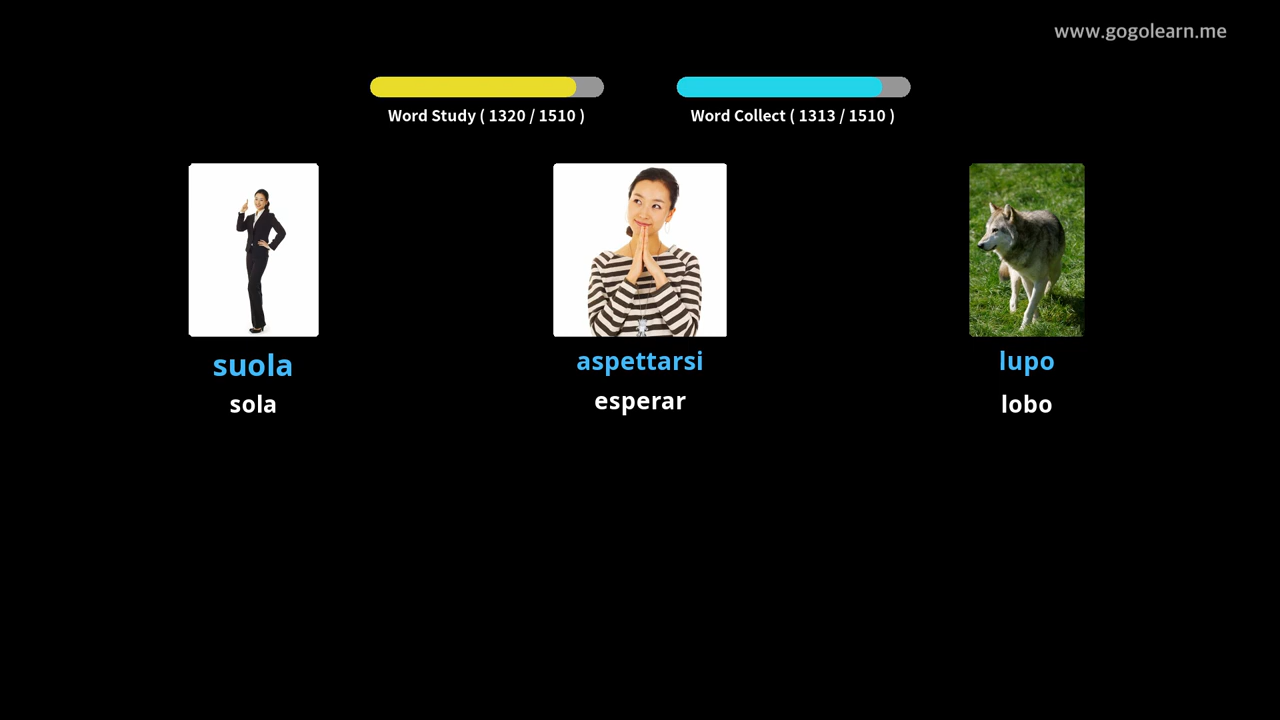 www.gogolearn.me
Word Study ( 1320 / 1510 )
Word Collect ( 1313 / 1510 )
suola
sola
aspettarsi
esperar
lupo
lobo